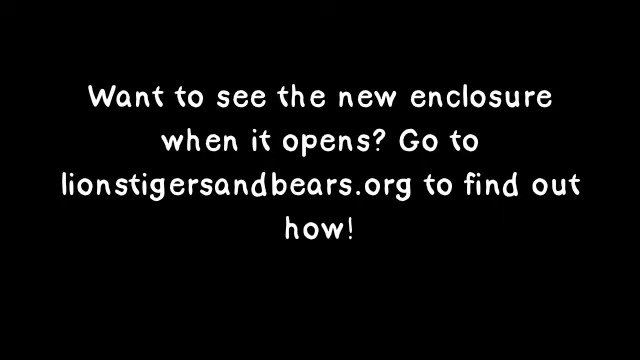 Want to see the new enclosure
when it opens? Go to
lionstigersandbears.org to find out
how!